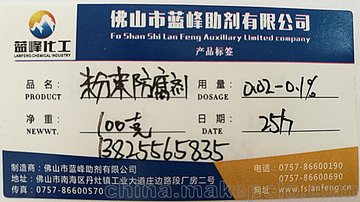 佛山市蓝峰助剂有限公司
Fo Shan Shi Lan Feng Auxiliary Limited company
蓝峰化工
LANFENG CHEMICAL INDUSTRY
产品标签
品名: 粉末防腐剂 用量: 0.02-0.1%
PRODUCT DOSAGE
净重: 100克 日期: 25/7
NEWWT. DATE
13825565835
制造商:佛山市蓝峰助剂有限公司 电话:0757-86600190
地址:佛山市南海区丹灶镇工业大道庄边路段厂房二号 0757-86600690
传真:0757-86600570 www.fslanfeng.cn
china.makepolo.com